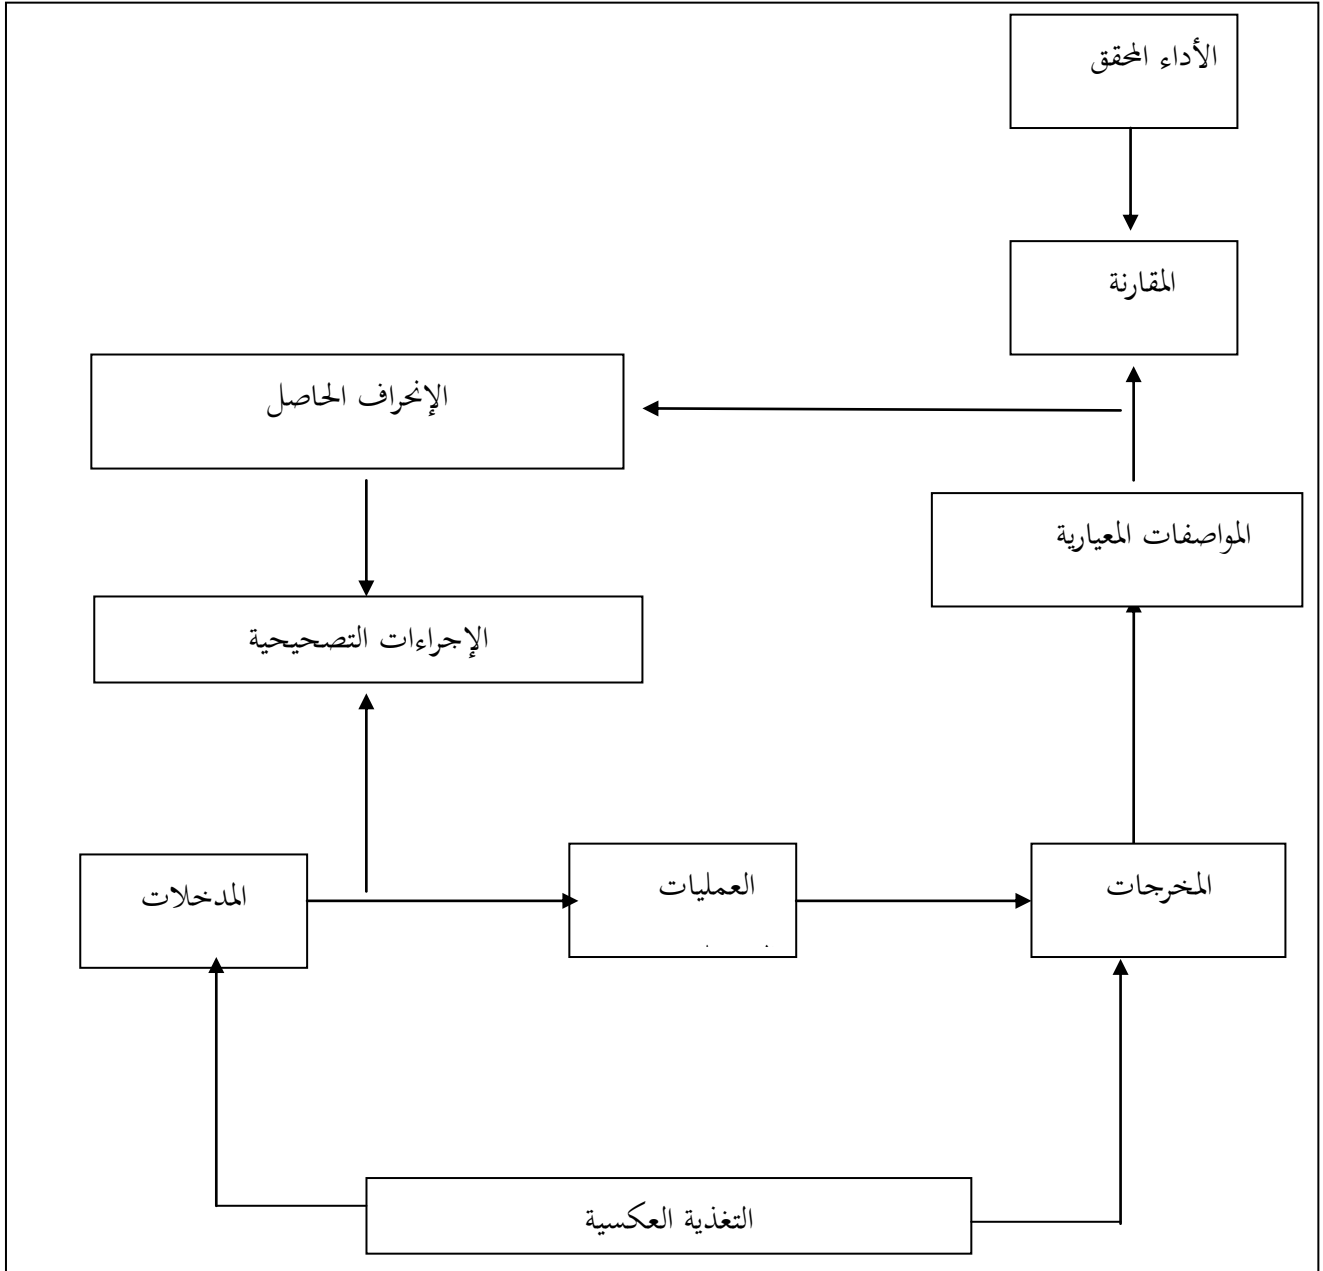 الأداء المحقق
المقارنة
الإنحراف الحاصل
المواصفات المعيارية
الإجراءات التصحيحية
المدخلات
العمليات
المخرجات
التغذية العكسية